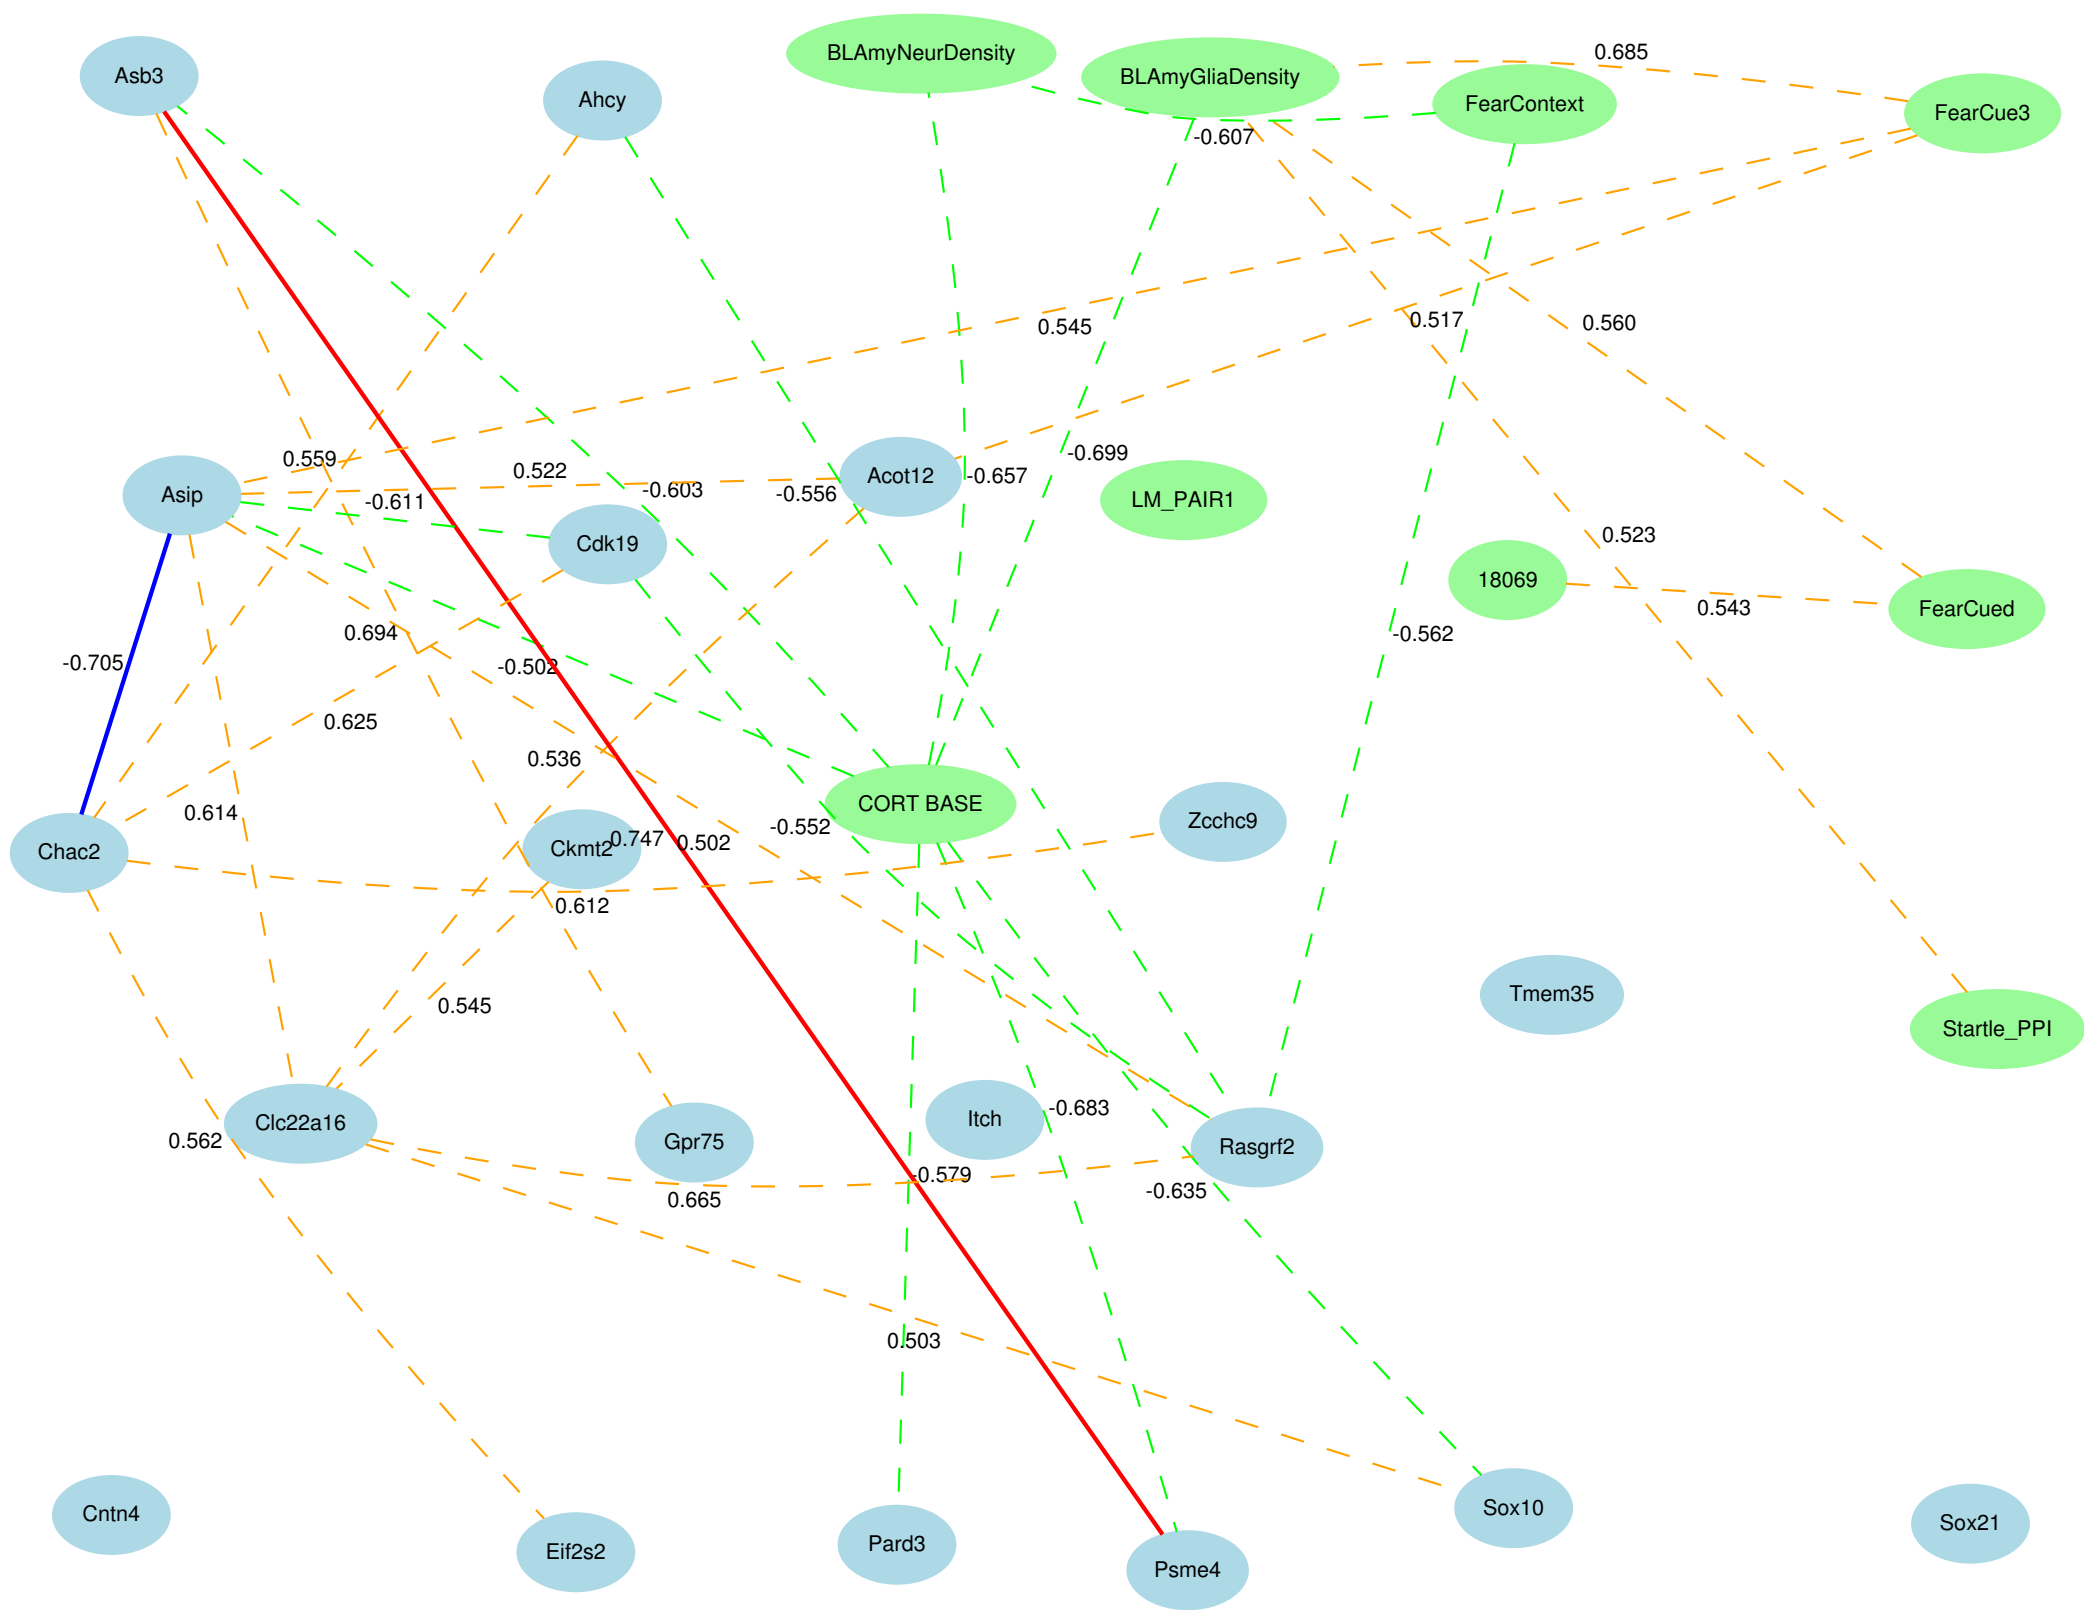 BLAmyNeurDensity
0.685
Asb3
BLAmyGliaDensity
Ahcy
FearContext
FearCue3
-0.607
0.545
0.517
0.560
0.559
-0.699
0.522
Acot12
-0.657
Asip
-0.603
-0.556
LM_PAIR1
-0.611
0.523
Cdk19
18069
0.543
FearCued
0.694
-0.562
-0.705
-0.502
0.625
0.536
CORT BASE
0.614
Zcchc9
-0.552
0.747
0.502
Ckmt2
Chac2
0.612
Tmem35
0.545
Startle_PPI
-0.683
Itch
Clc22a16
0.562
Gpr75
Rasgrf2
-0.579
-0.635
0.665
0.503
Sox10
Cntn4
Sox21
Pard3
Eif2s2
Psme4